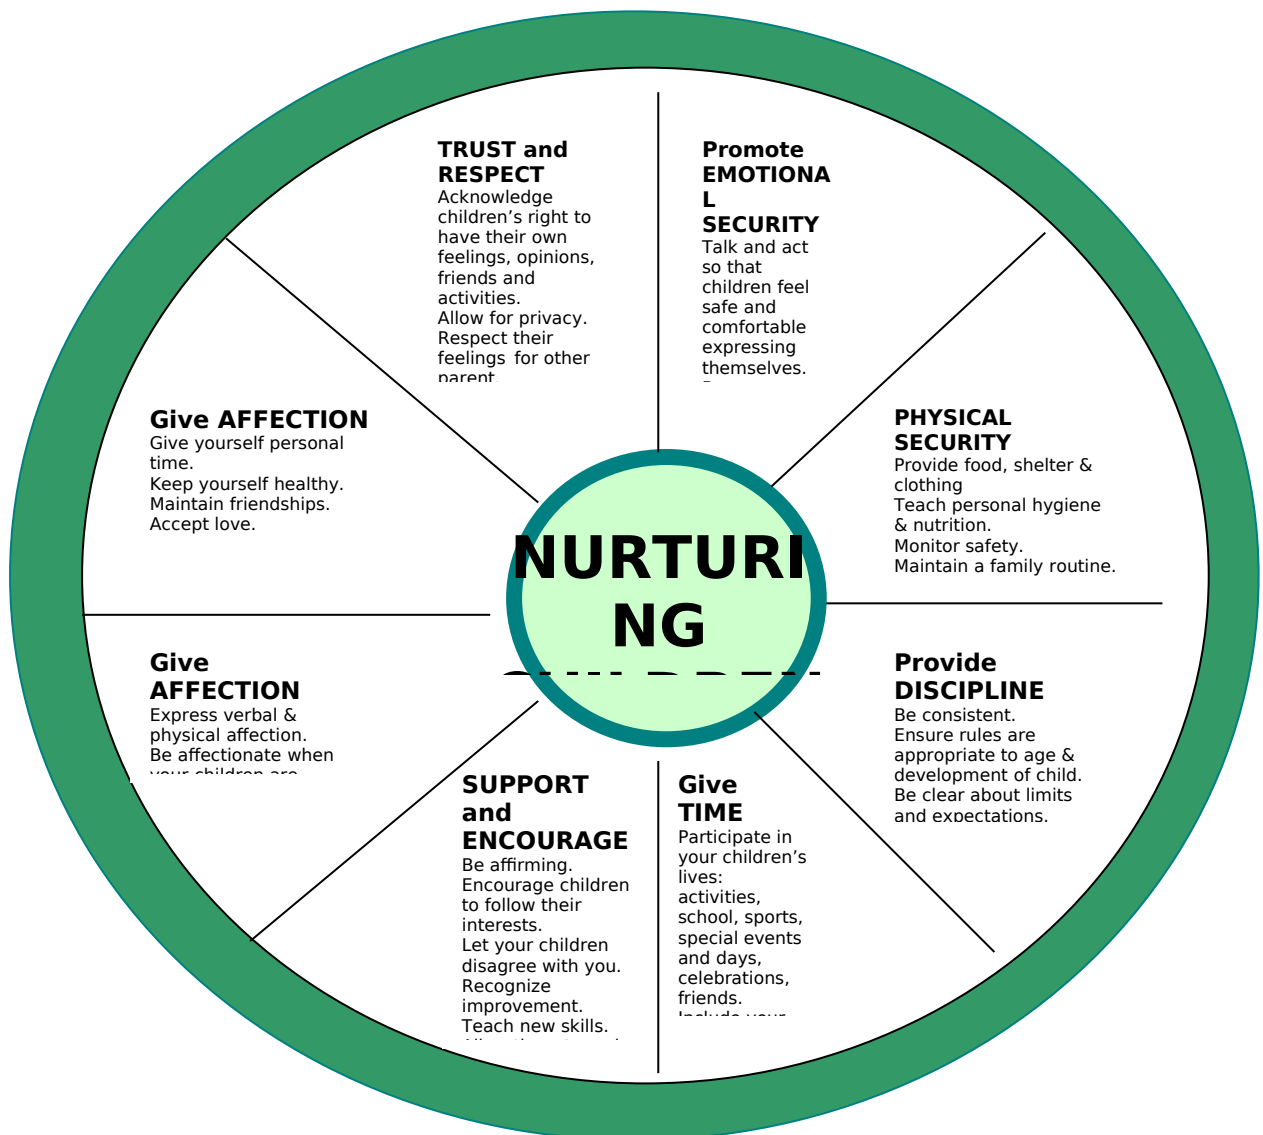 TRUST and
RESPECT
Acknowledge
children’s right to
have their own
feelings, opinions,
friends and
activities.
Allow for privacy.
Respect their
feelings for other
parent.
Promote
EMOTIONA
L
SECURITY
Talk and act
so that
children feel
safe and
comfortable
expressing
themselves.
Give AFFECTION
Give yourself personal
time.
Keep yourself healthy.
Maintain friendships.
Accept love.
PHYSICAL
SECURITY
Provide food, shelter &
clothing
Teach personal hygiene
& nutrition.
Monitor safety.
Maintain a family routine.
NURTURI
NG
Give
AFFECTION
Express verbal &
physical affection.
Be affectionate when
your children are
Provide
DISCIPLINE
Be consistent.
Ensure rules are
appropriate to age &
development of child.
Be clear about limits
and expectations.
SUPPORT
and
ENCOURAGE
Be affirming.
Encourage children
to follow their
interests.
Let your children
disagree with you.
Recognize
improvement.
Teach new skills.
Give
TIME
Participate in
your children’s
lives:
activities,
school, sports,
special events
and days,
celebrations,
friends.
Include your